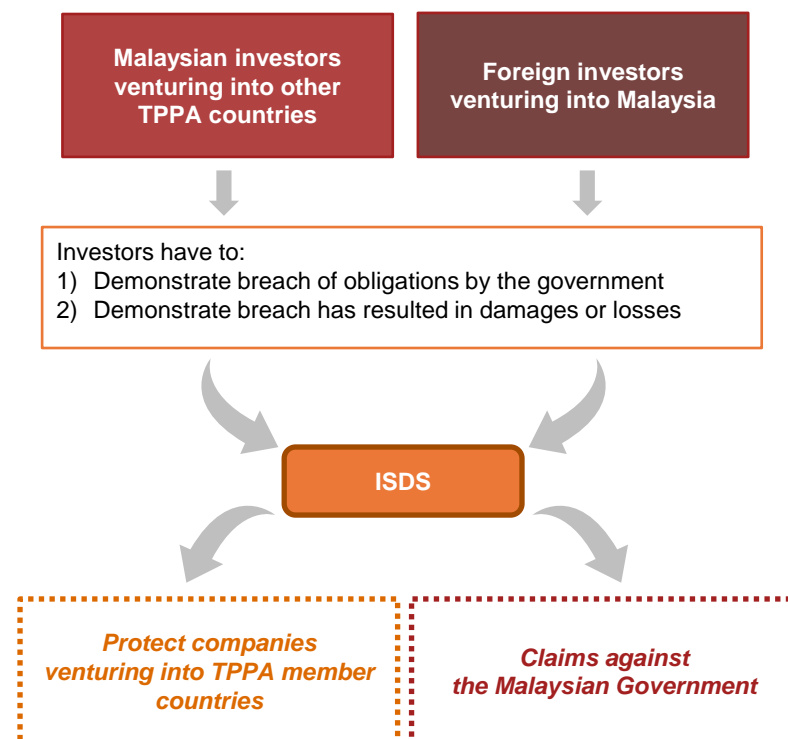 Malaysian investors
venturing into other
TPPA countries
Foreign investors
venturing into Malaysia
Investors have to:
1) Demonstrate breach of obligations by the government
2) Demonstrate breach has resulted in damages or losses
ISDS
Protect companies
venturing into TPPA member
countries
Claims against
the Malaysian Government